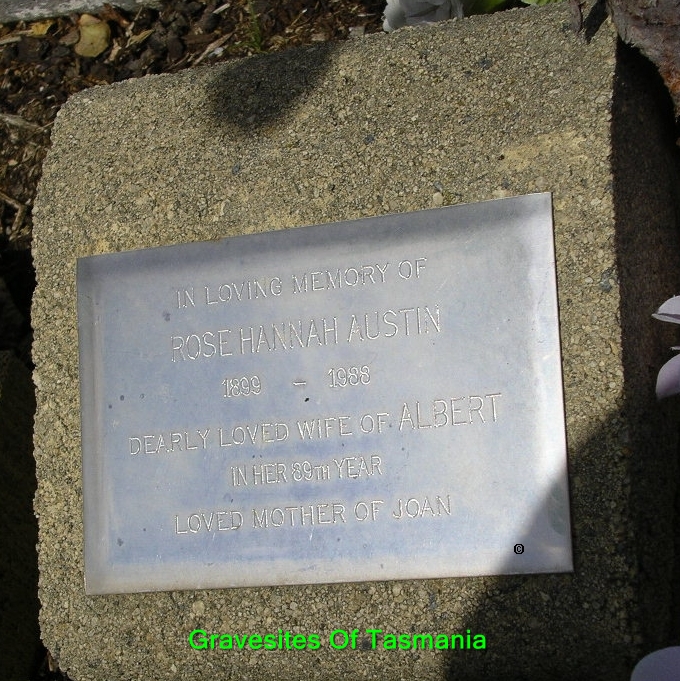 IN LOVING MEMORY OF
ROSE HANNAH AUSTIN
1899 - 1988
DEARLY LOVED WIFE OF ALBERT
IN HER 89TH YEAR
LOVED MOTHER OF JOAN
©
Gravesites Of Tasmania